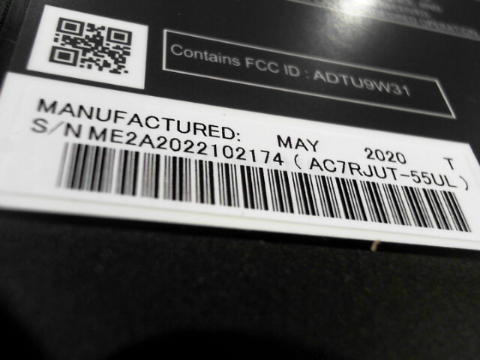 Contains FCC ID : ADTU9W31
MANUFACTURED: MAY 2020 T
S/N ME2A2022102174 ( AC7RJUT-55UL )